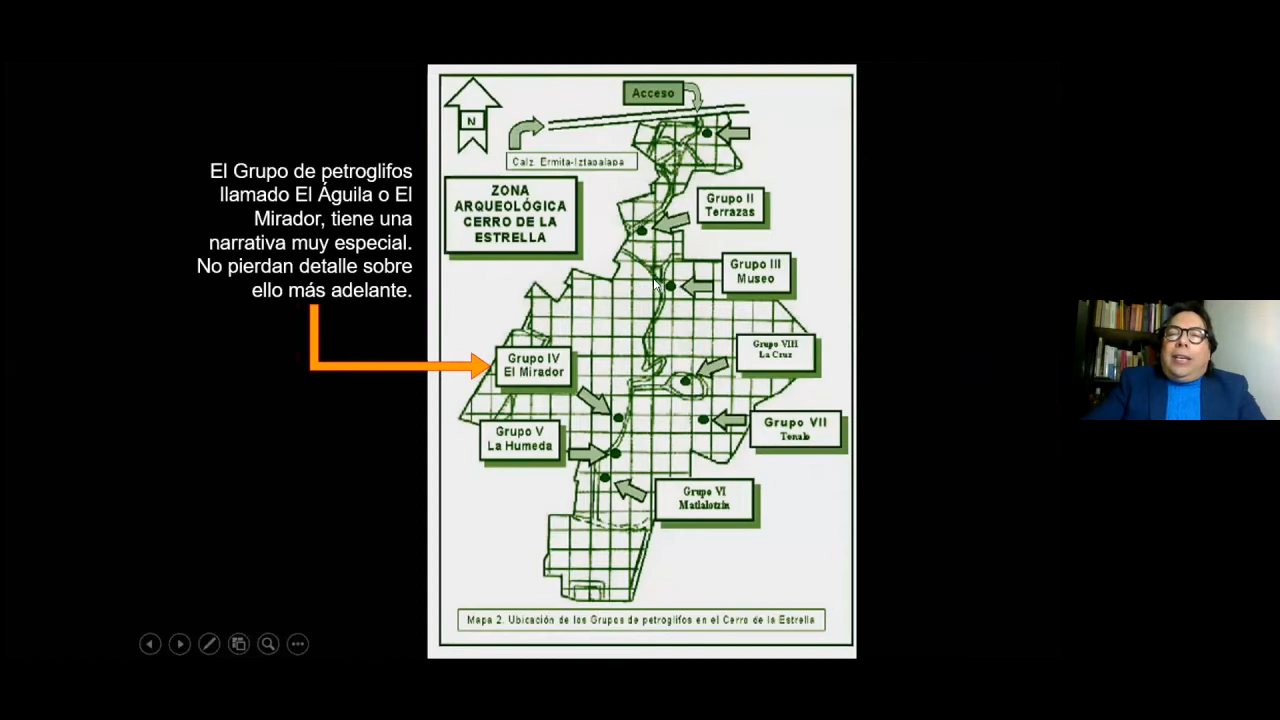 El Grupo de petroglifos
llamado El Águila o El
Mirador, tiene una
narrativa muy especial.
No pierdan detalle sobre
ello más adelante.
Acceso
N
Calz. Ermita-Iztapalapa
ZONA
ARQUEOLÓGICA
CERRO DE LA
ESTRELLA
Grupo II
Terrazas
Grupo III
Museo
Grupo VIII
La Cruz
Grupo IV
El Mirador
Grupo V
La Humeda
Grupo VII
Tonalo
Grupo VI
Matlalotzin
Mapa 2. Ubicación de los Grupos de petroglifos en el Cerro de la Estrella